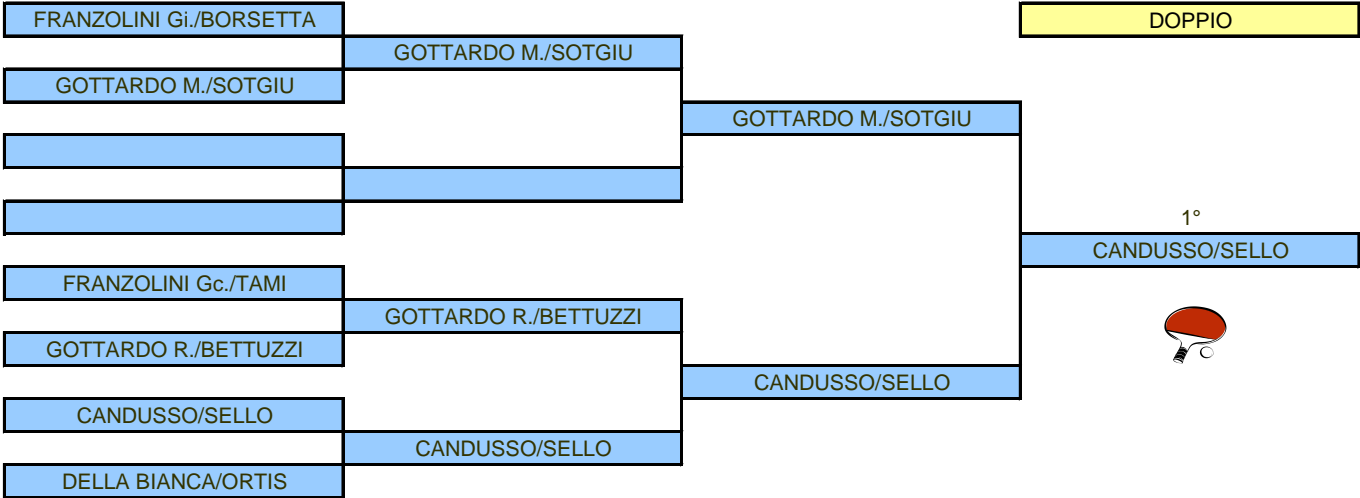 FRANZOLINI Gi./BORSETTA
DOPPIO
GOTTARDO M./SOTGIU
GOTTARDO M./SOTGIU
GOTTARDO M./SOTGIU
1°
CANDUSSO/SELLO
FRANZOLINI Gc./TAMI
GOTTARDO R./BETTUZZI
GOTTARDO R./BETTUZZI
CANDUSSO/SELLO
CANDUSSO/SELLO
CANDUSSO/SELLO
DELLA BIANCA/ORTIS